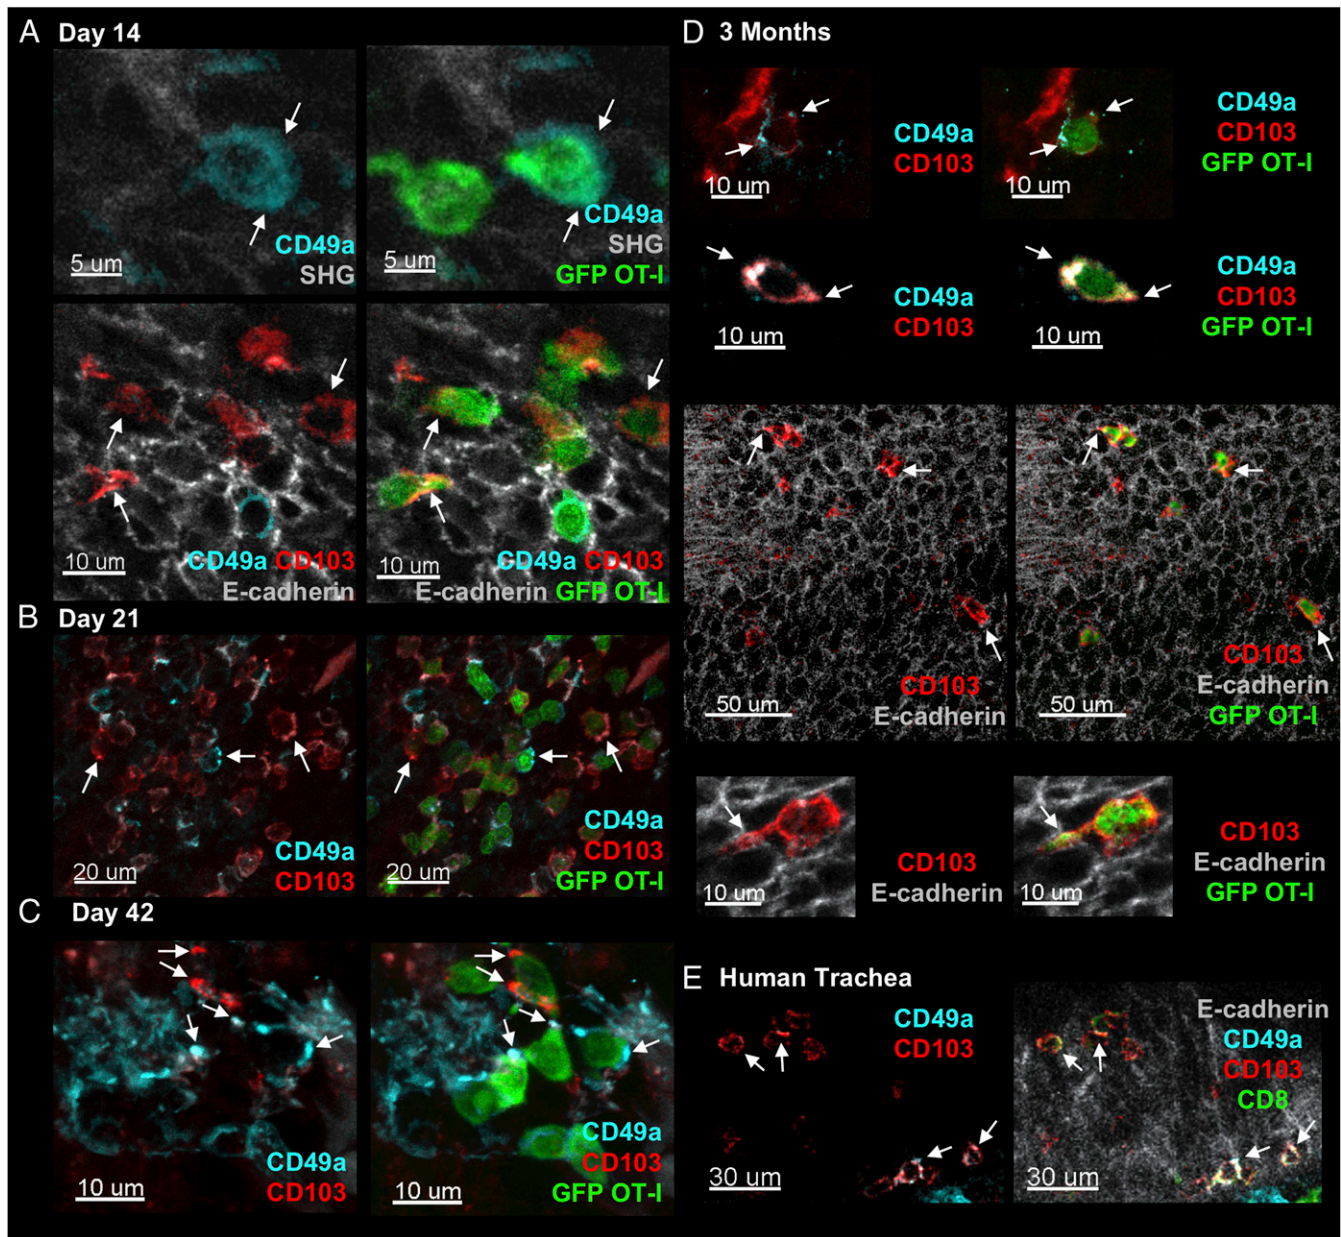 A Day 14
CD49a
SHG
5 um
CD49a
SHG
GFP OT-I
5 um
CD49a CD103
E-cadherin
10 um
CD49a CD103
E-cadherin GFP OT-I
10 um
B Day 21
CD49a
CD103
20 um
CD49a
CD103
GFP OT-I
20 um
C Day 42
CD49a
CD103
10 um
CD49a
CD103
GFP OT-I
10 um
D 3 Months
CD49a
CD103
10 um
CD49a
CD103
GFP OT-I
10 um
CD49a
CD103
10 um
CD49a
CD103
GFP OT-I
10 um
CD103
E-cadherin
50 um
CD103
E-cadherin
GFP OT-I
50 um
CD103
E-cadherin
10 um
CD103
E-cadherin
GFP OT-I
10 um
E Human Trachea
CD49a
CD103
30 um
E-cadherin
CD49a
CD103
CD8
30 um